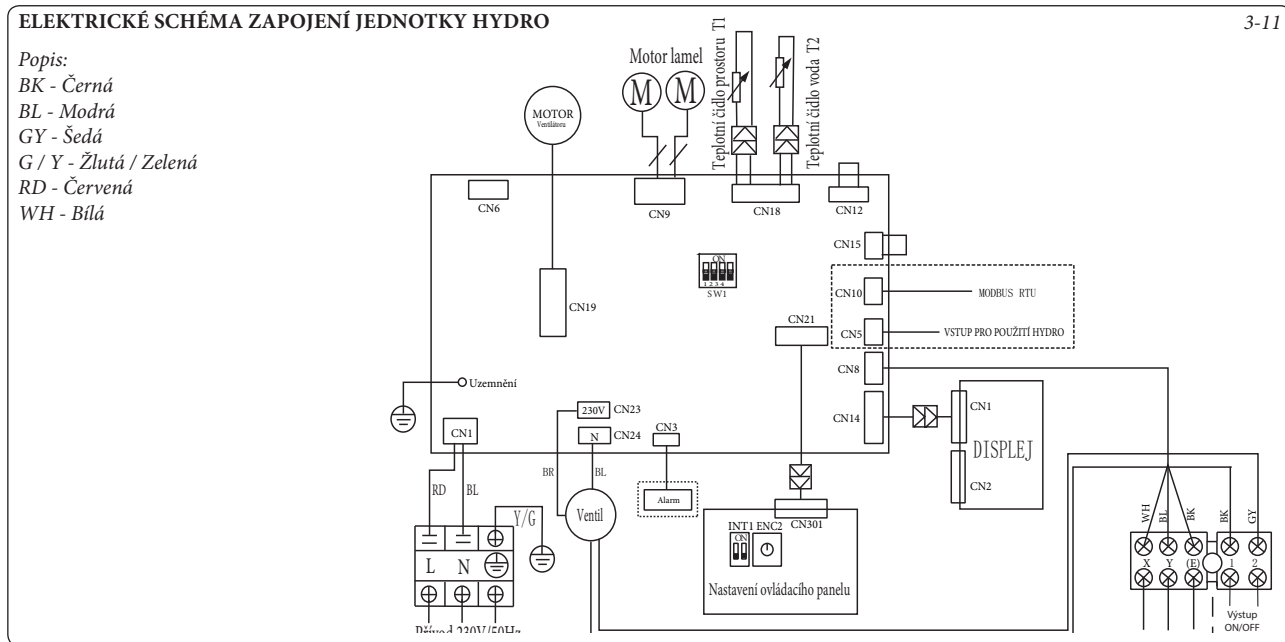 ELEKTRICKÉ SCHÉMA ZAPOJENÍ JEDNOTKY HYDRO
3-11
Popis:
BK - Černá
BL - Modrá
GY - Šedá
G / Y - Žlutá / Zelená
RD - Červená
WH - Bílá
MOTOR
Ventilátoru
Motor lamel
M M
Teplotní čidlo prostoru T1
Teplotní čidlo voda T2
CN6
CN9
CN18
CN12
CN15
ON
1 2 3 4
SW1
CN10
MODBUS RTU
CN19
CN21
CN5
VSTUP PRO POUŽITÍ HYDRO
CN8
Uzemnění
CN14
CN1
DISPLEJ
CN2
230V CN23
N CN24
CN3
CN1
BR
BL
Alarm
RD
BL
Y/G
Ventil
CN301
INT1 ENC2
ON
Nastavení ovládacího panelu
L N
Přívod 230V/50Hz
WH
BL
BK
BK
GY
X Y (E) 1 2
Výstup
ON/OFF